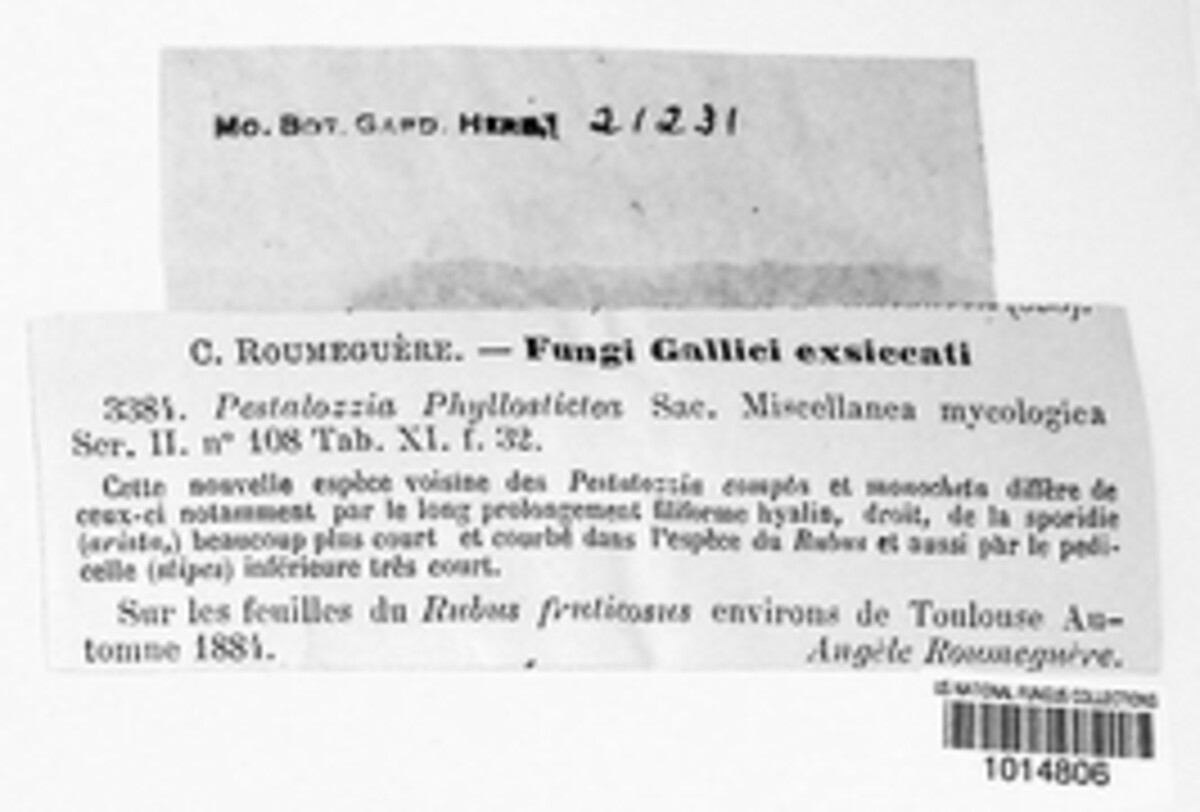 Mo. Bot. Gard. Herb. 21231
C. Roumeguère. — Fungi Gallici exsiccati
3384. Pestalozzia Phyllostictea Sac. Miscellanea mycologica
Ser. II. n° 108 Tab. XI. f. 32.
Cette nouvelle espèce voisine des Pestalozzia compta et monocheta diffère de
ceux-ci notamment par le long prolongement filiforme hyalin, droit, de la sporidie
(arista,) beaucoup plus court et courbé dans l'espèce du Rubus et aussi par le pedi-
celle (stipes) inférieure très court.
Sur les feuilles du Rubus fruticosus environs de Toulouse Au-
tomne 1884.
Angèle Roumeguère.
US NATIONAL FUNGUS COLLECTIONS
1014806